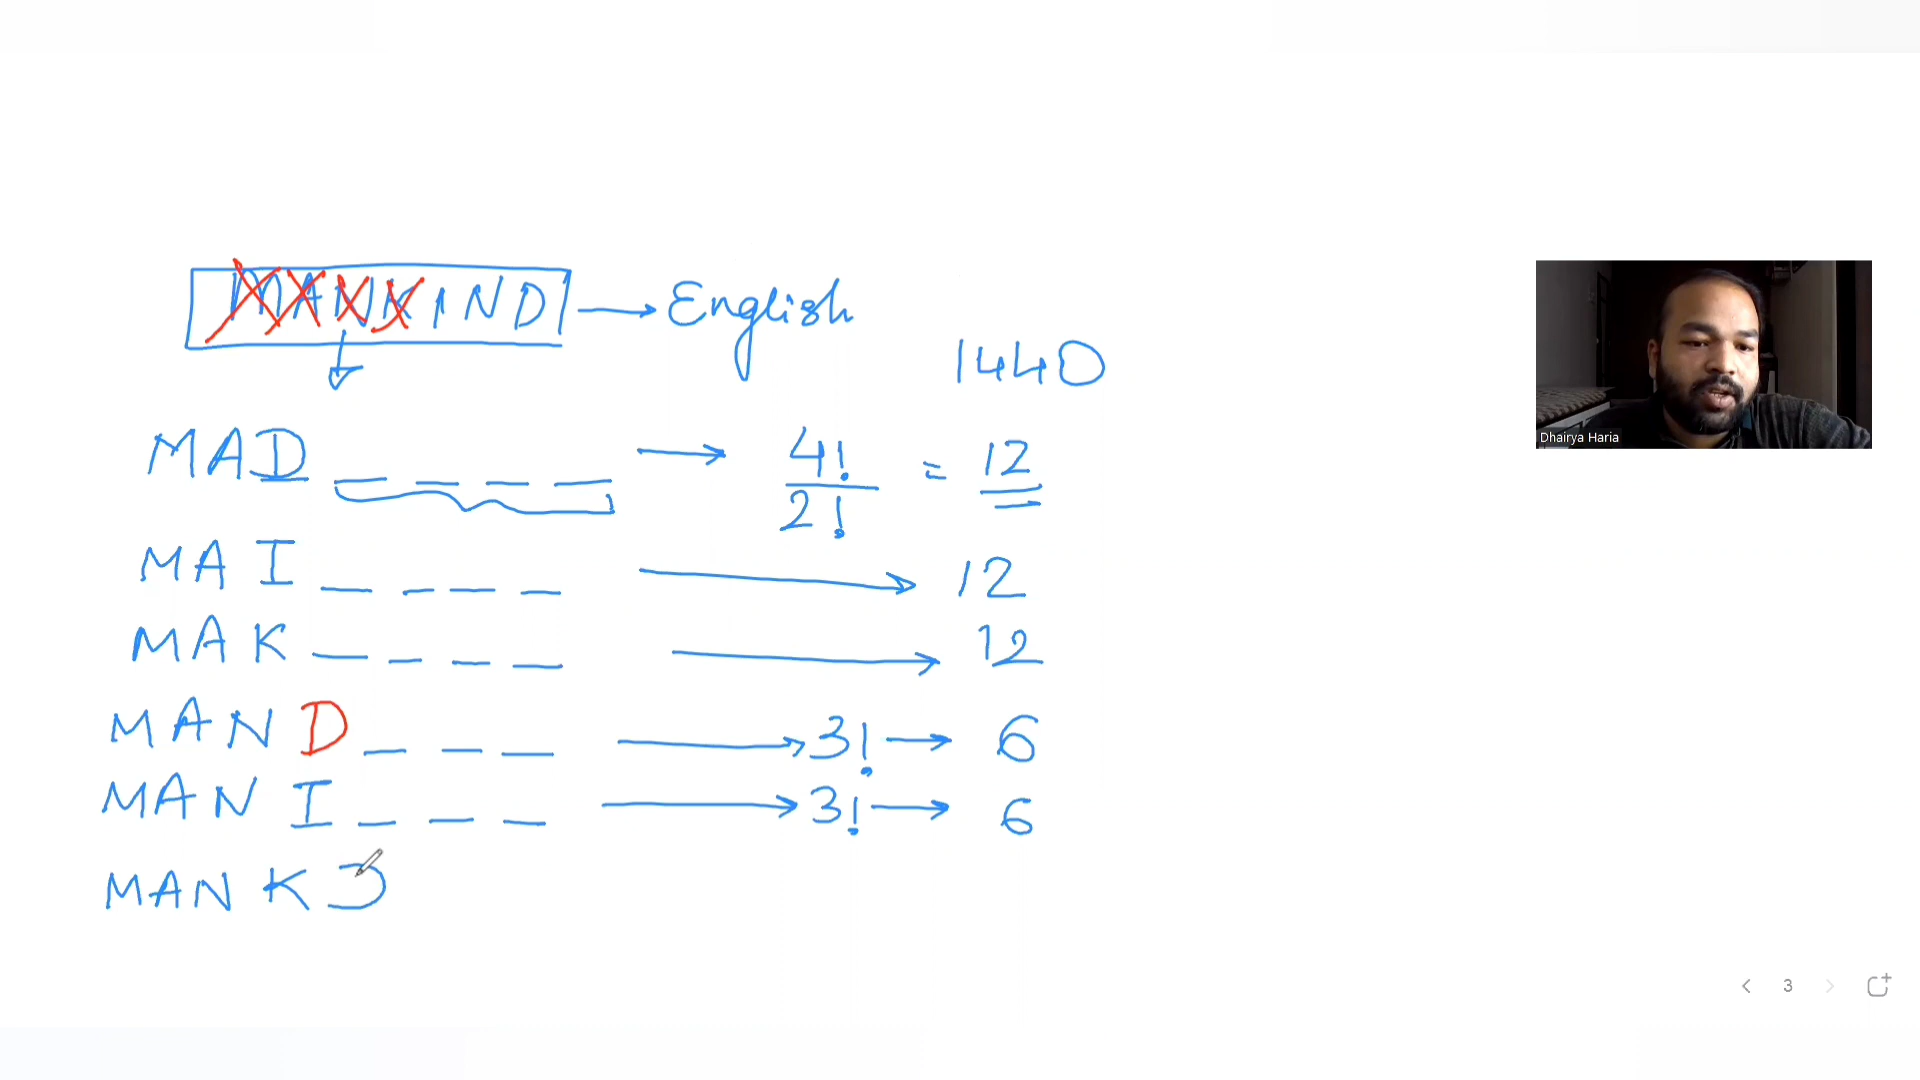 MANKIND → English
1440
MAD _ _ _ _ → 4!/2! = 12
MAI _ _ _ _ → 12
MAK _ _ _ _ → 12
MAND _ _ _ → 3! → 6
MANI _ _ _ → 3! → 6
MANK
Dhairya Haria
3